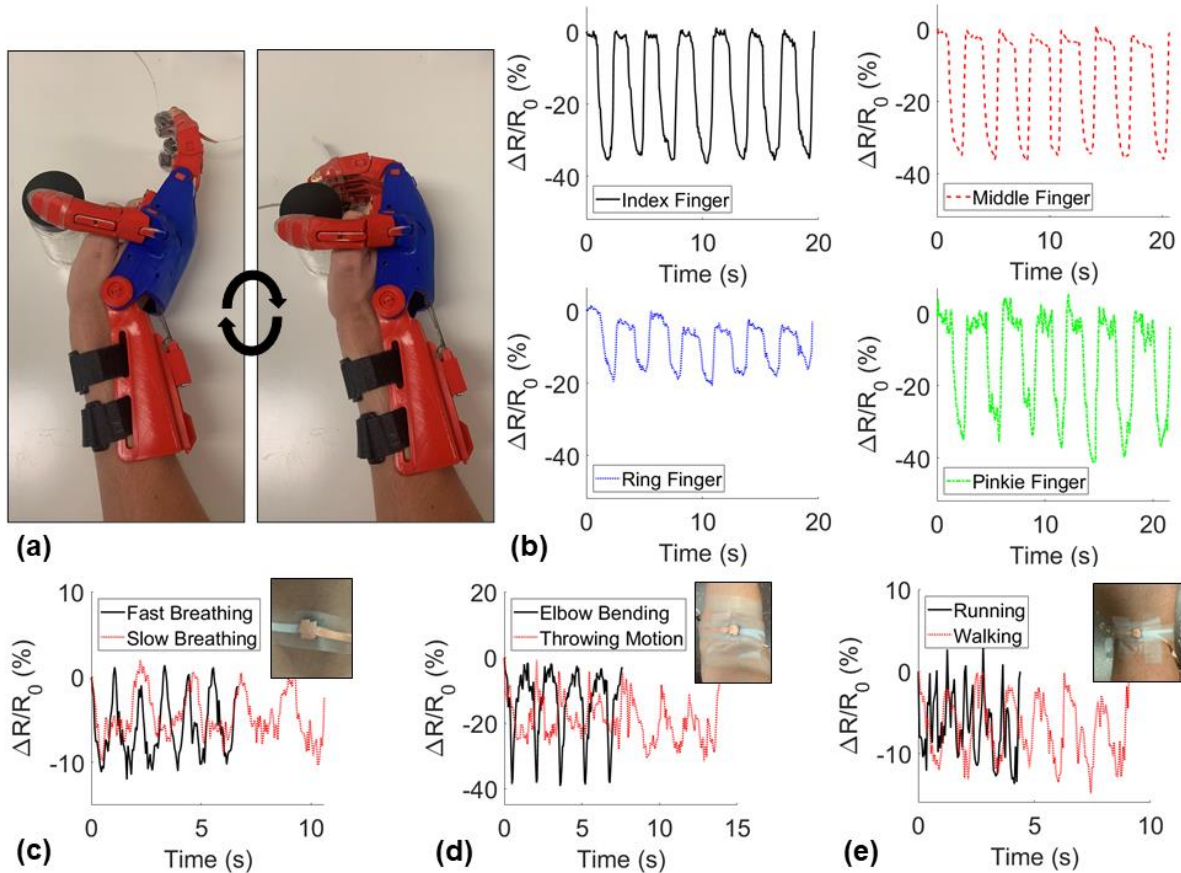 0
-20
-40
ΔR/R0 (%)
Index Finger
0
10
20
Time (s)
0
-20
-40
ΔR/R0 (%)
Middle Finger
0
10
20
Time (s)
0
-20
-40
ΔR/R0 (%)
Ring Finger
0
10
20
Time (s)
0
-20
-40
ΔR/R0 (%)
Pinkie Finger
0
10
20
Time (s)
(a)
(b)
10
0
-10
ΔR/R0 (%)
Fast Breathing
Slow Breathing
0
5
10
Time (s)
(c)
20
0
-20
-40
ΔR/R0 (%)
Elbow Bending
Throwing Motion
0
5
10
15
Time (s)
(d)
10
0
-10
ΔR/R0 (%)
Running
Walking
0
5
10
Time (s)
(e)